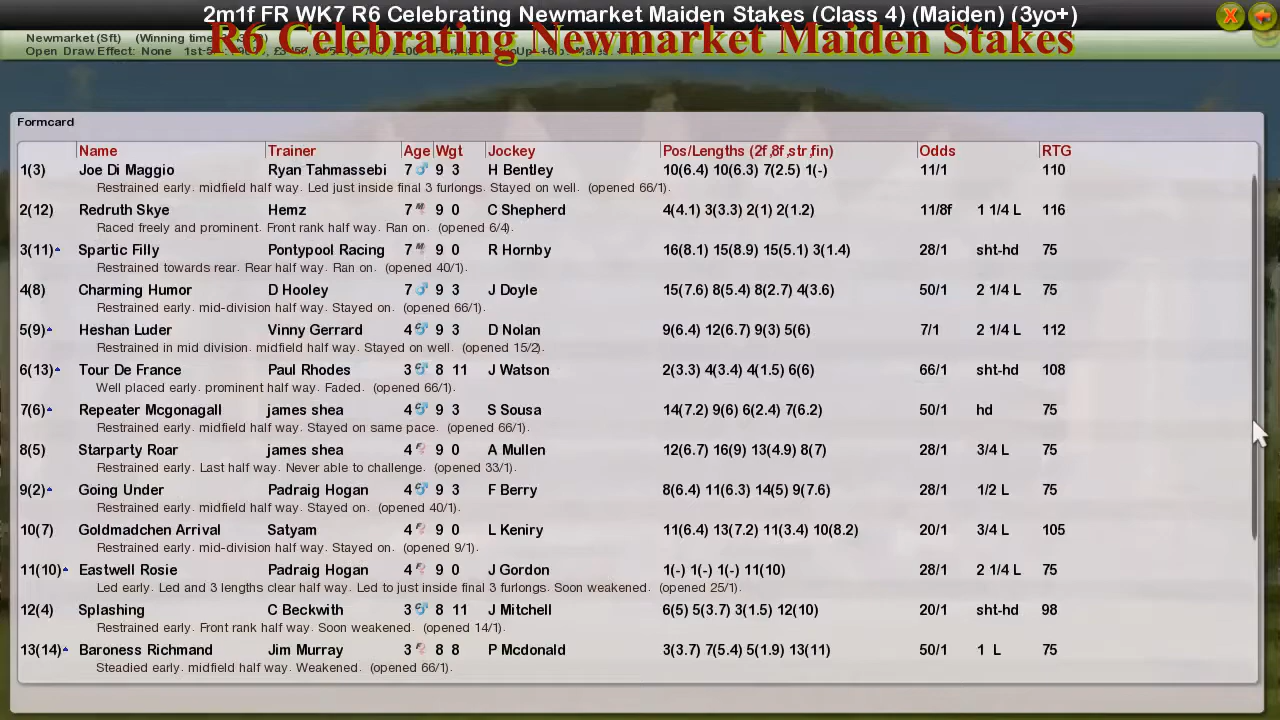 2m1f FR WK7 R6 Celebrating Newmarket Maiden Stakes (Class 4) (Maiden) (3yo+)
R6 Celebrating Newmarket Maiden Stakes
Newmarket (Sft) (Winning time
Open Draw Effect: None
Formcard
Name Trainer Age Wgt Jockey Pos/Lengths (2f,8f,str,fin) Odds RTG
1(3) Joe Di Maggio Ryan Tahmassebi 7 9 3 H Bentley 10(6.4) 10(6.3) 7(2.5) 1(-) 11/1 110
Restrained early. midfield half way. Led just inside final 3 furlongs. Stayed on well. (opened 66/1).
2(12) Redruth Skye Hemz 7 9 0 C Shepherd 4(4.1) 3(3.3) 2(1) 2(1.2) 11/8f 1 1/4 L 116
Raced freely and prominent. Front rank half way. Ran on. (opened 6/4).
3(11) Spartic Filly Pontypool Racing 7 9 0 R Hornby 16(8.1) 15(8.9) 15(5.1) 3(1.4) 28/1 sht-hd 75
Restrained towards rear. Rear half way. Ran on. (opened 40/1).
4(8) Charming Humor D Hooley 7 9 3 J Doyle 15(7.6) 8(5.4) 8(2.7) 4(3.6) 50/1 2 1/4 L 75
Restrained early. mid-division half way. Stayed on. (opened 66/1).
5(9) Heshan Luder Vinny Gerrard 4 9 3 D Nolan 9(6.4) 12(6.7) 9(3) 5(6) 7/1 2 1/4 L 112
Restrained in mid division. midfield half way. Stayed on well. (opened 15/2).
6(13) Tour De France Paul Rhodes 3 8 11 J Watson 2(3.3) 4(3.4) 4(1.5) 6(6) 66/1 sht-hd 108
Well placed early. prominent half way. Faded. (opened 66/1).
7(6) Repeater Mcgonagall james shea 4 9 3 S Sousa 14(7.2) 9(6) 6(2.4) 7(6.2) 50/1 hd 75
Restrained early. midfield half way. Stayed on same pace. (opened 66/1).
8(5) Starparty Roar james shea 4 9 0 A Mullen 12(6.7) 16(9) 13(4.9) 8(7) 28/1 3/4 L 75
Restrained early. Last half way. Never able to challenge. (opened 33/1).
9(2) Going Under Padraig Hogan 4 9 3 F Berry 8(6.4) 11(6.3) 14(5) 9(7.6) 28/1 1/2 L 75
Restrained early. midfield half way. Stayed on. (opened 40/1).
10(7) Goldmadchen Arrival Satyam 4 9 0 L Keniry 11(6.4) 13(7.2) 11(3.4) 10(8.2) 20/1 3/4 L 105
Restrained early. mid-division half way. Stayed on. (opened 9/1).
11(10) Eastwell Rosie Padraig Hogan 4 9 0 J Gordon 1(-) 1(-) 1(-) 11(10) 28/1 2 1/4 L 75
Led early. Led and 3 lengths clear half way. Led to just inside final 3 furlongs. Soon weakened. (opened 25/1).
12(4) Splashing C Beckwith 3 8 11 J Mitchell 6(5) 5(3.7) 3(1.5) 12(10) 20/1 sht-hd 98
Restrained early. Front rank half way. Soon weakened. (opened 14/1).
13(14) Baroness Richmand Jim Murray 3 8 8 P Mcdonald 3(3.7) 7(5.4) 5(1.9) 13(11) 50/1 1 L 75
Steadied early. midfield half way. Weakened. (opened 66/1).